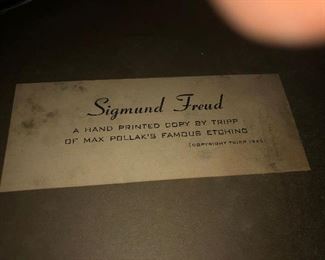 Sigmund Freud
A HAND PRINTED COPY BY TRIPP
OF MAX POLLAK'S FAMOUS ETCHING
(COPYRIGHT TRIPP